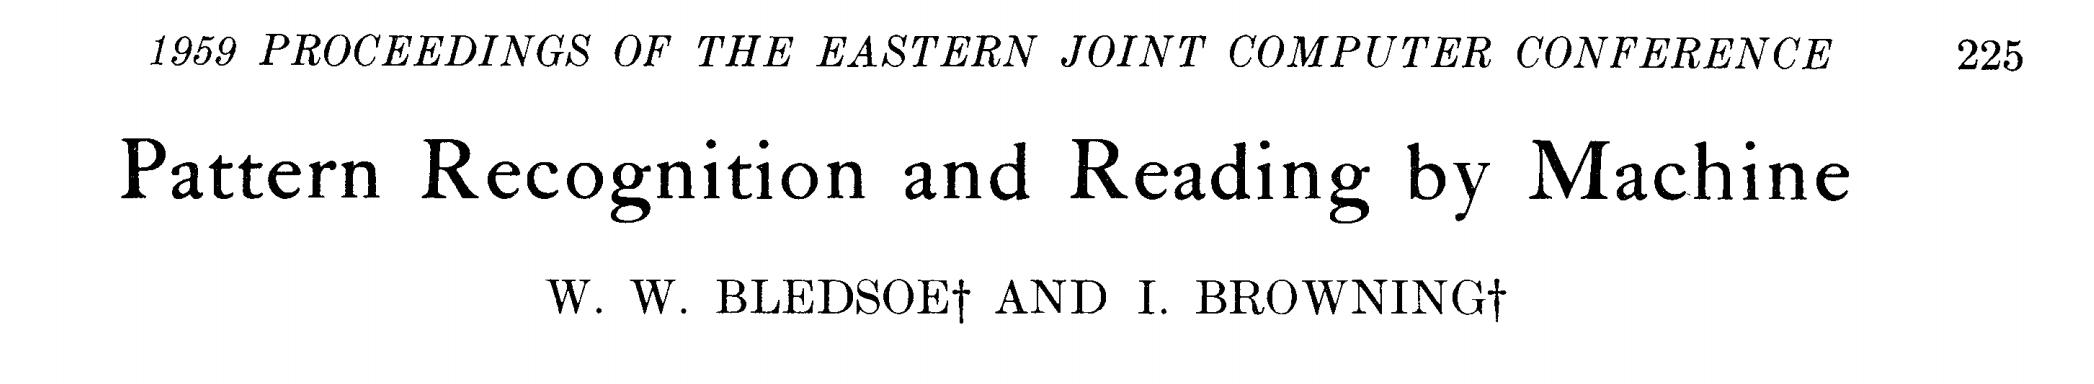 1959 PROCEEDINGS OF THE EASTERN JOINT COMPUTER CONFERENCE 225
Pattern Recognition and Reading by Machine
W. W. BLEDSOE† AND I. BROWNING†